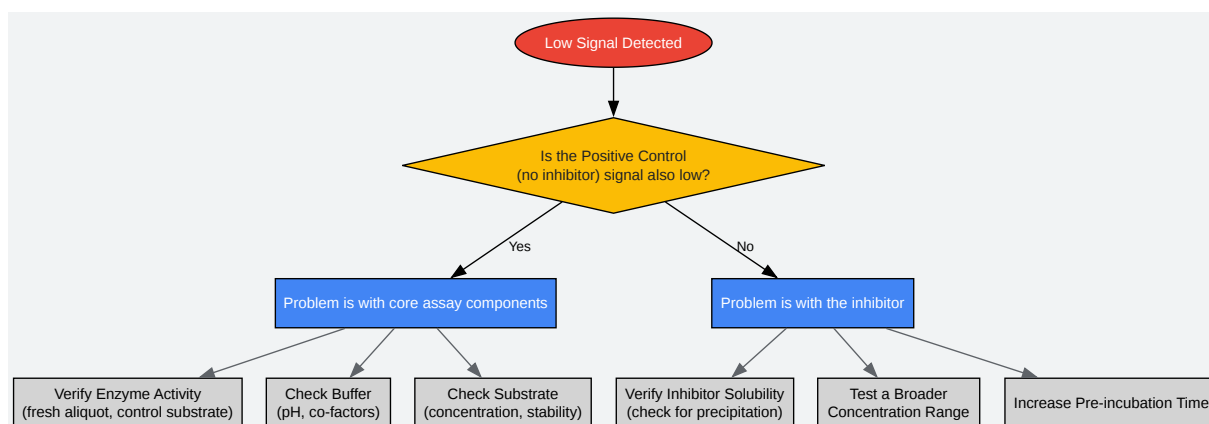 Low Signal Detected
Is the Positive Control
(no inhibitor) signal also low?
Yes
No
Problem is with core assay components
Problem is with the inhibitor
Verify Enzyme Activity
(fresh aliquot, control substrate)
Check Buffer
(pH, co-factors)
Check Substrate
(concentration, stability)
Verify Inhibitor Solubility
(check for precipitation)
Test a Broader
Concentration Range
Increase Pre-incubation Time